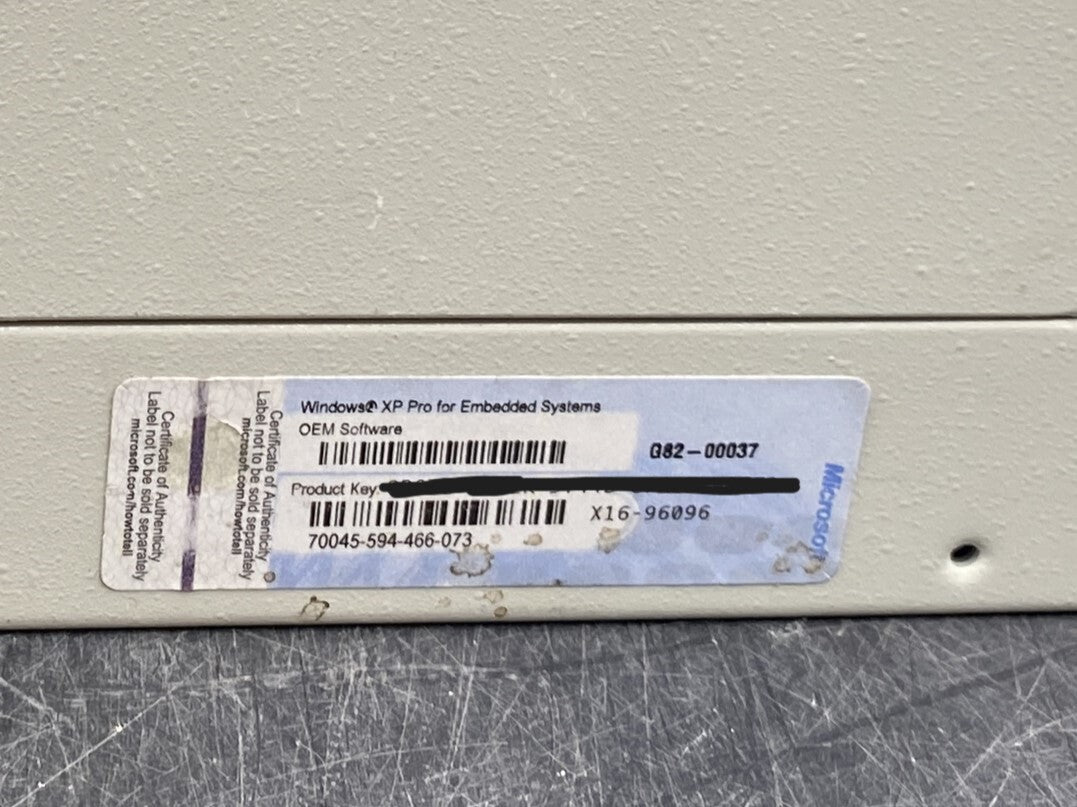 Certificate of Authenticity
Label not to be sold separately
microsoft.com/howtotell
Certificate of Authenticity
Label not to be sold separately
microsoft.com/howtotell
Windows® XP Pro for Embedded Systems
OEM Software
Q82-00037
Product Key:
X16-96096
70045-594-466-073
Microsoft